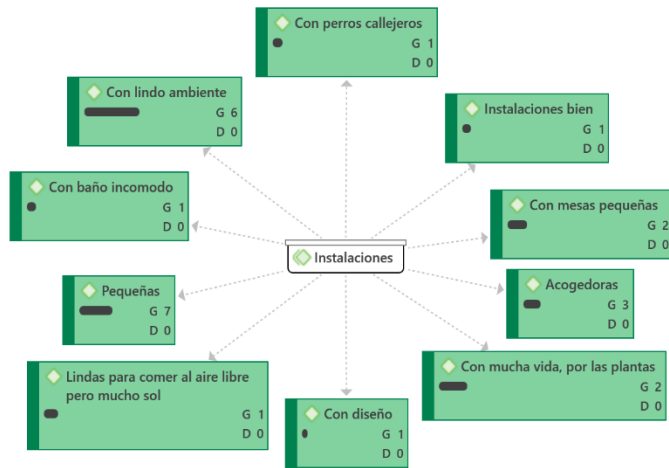 Con perros callejeros
G 1
D 0
Con lindo ambiente
G 6
D 0
Instalaciones bien
G 1
D 0
Con baño incomodo
G 1
D 0
Con mesas pequeñas
G 2
D 0
Instalaciones
Pequeñas
G 7
D 0
Acogedoras
G 3
D 0
Lindas para comer al aire libre
pero mucho sol
G 1
D 0
Con diseño
G 1
D 0
Con mucha vida, por las plantas
G 2
D 0